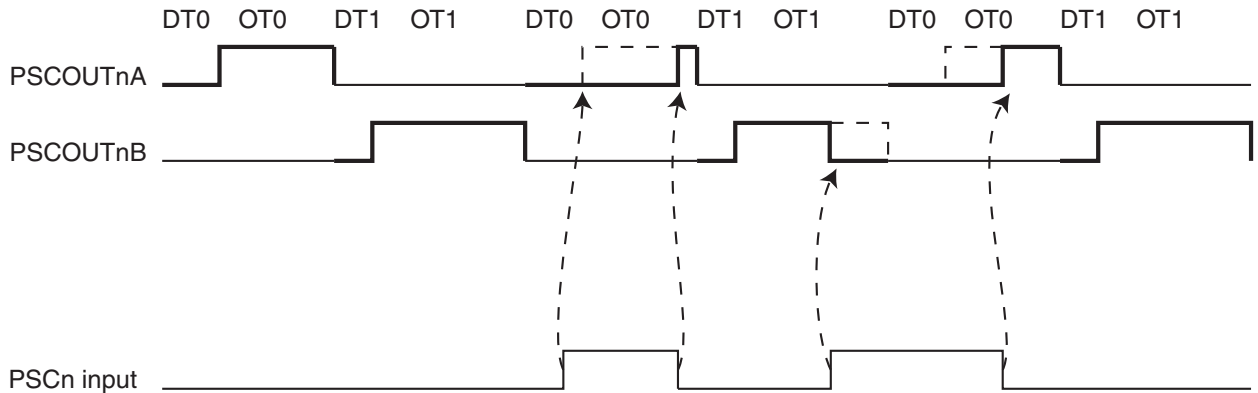 DT0 OT0 DT1 OT1 DT0 OT0 DT1 OT1 DT0 OT0 DT1 OT1
PSCOUTnA
PSCOUTnB
PSCn input